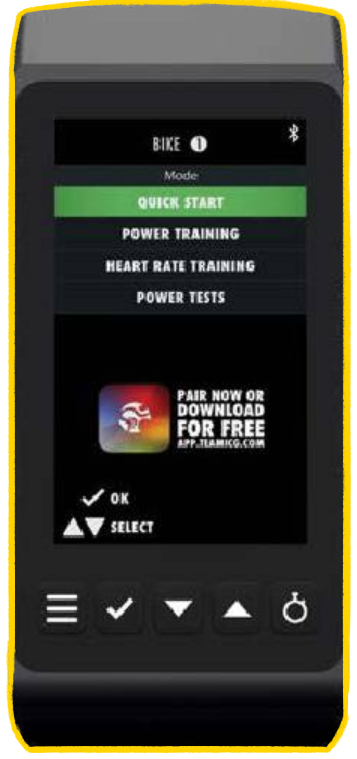 BIKE 1
Mode
QUICK START
POWER TRAINING
HEART RATE TRAINING
POWER TESTS
PAIR NOW OR
DOWNLOAD
FOR FREE
APP.TEAMICG.COM
OK
SELECT